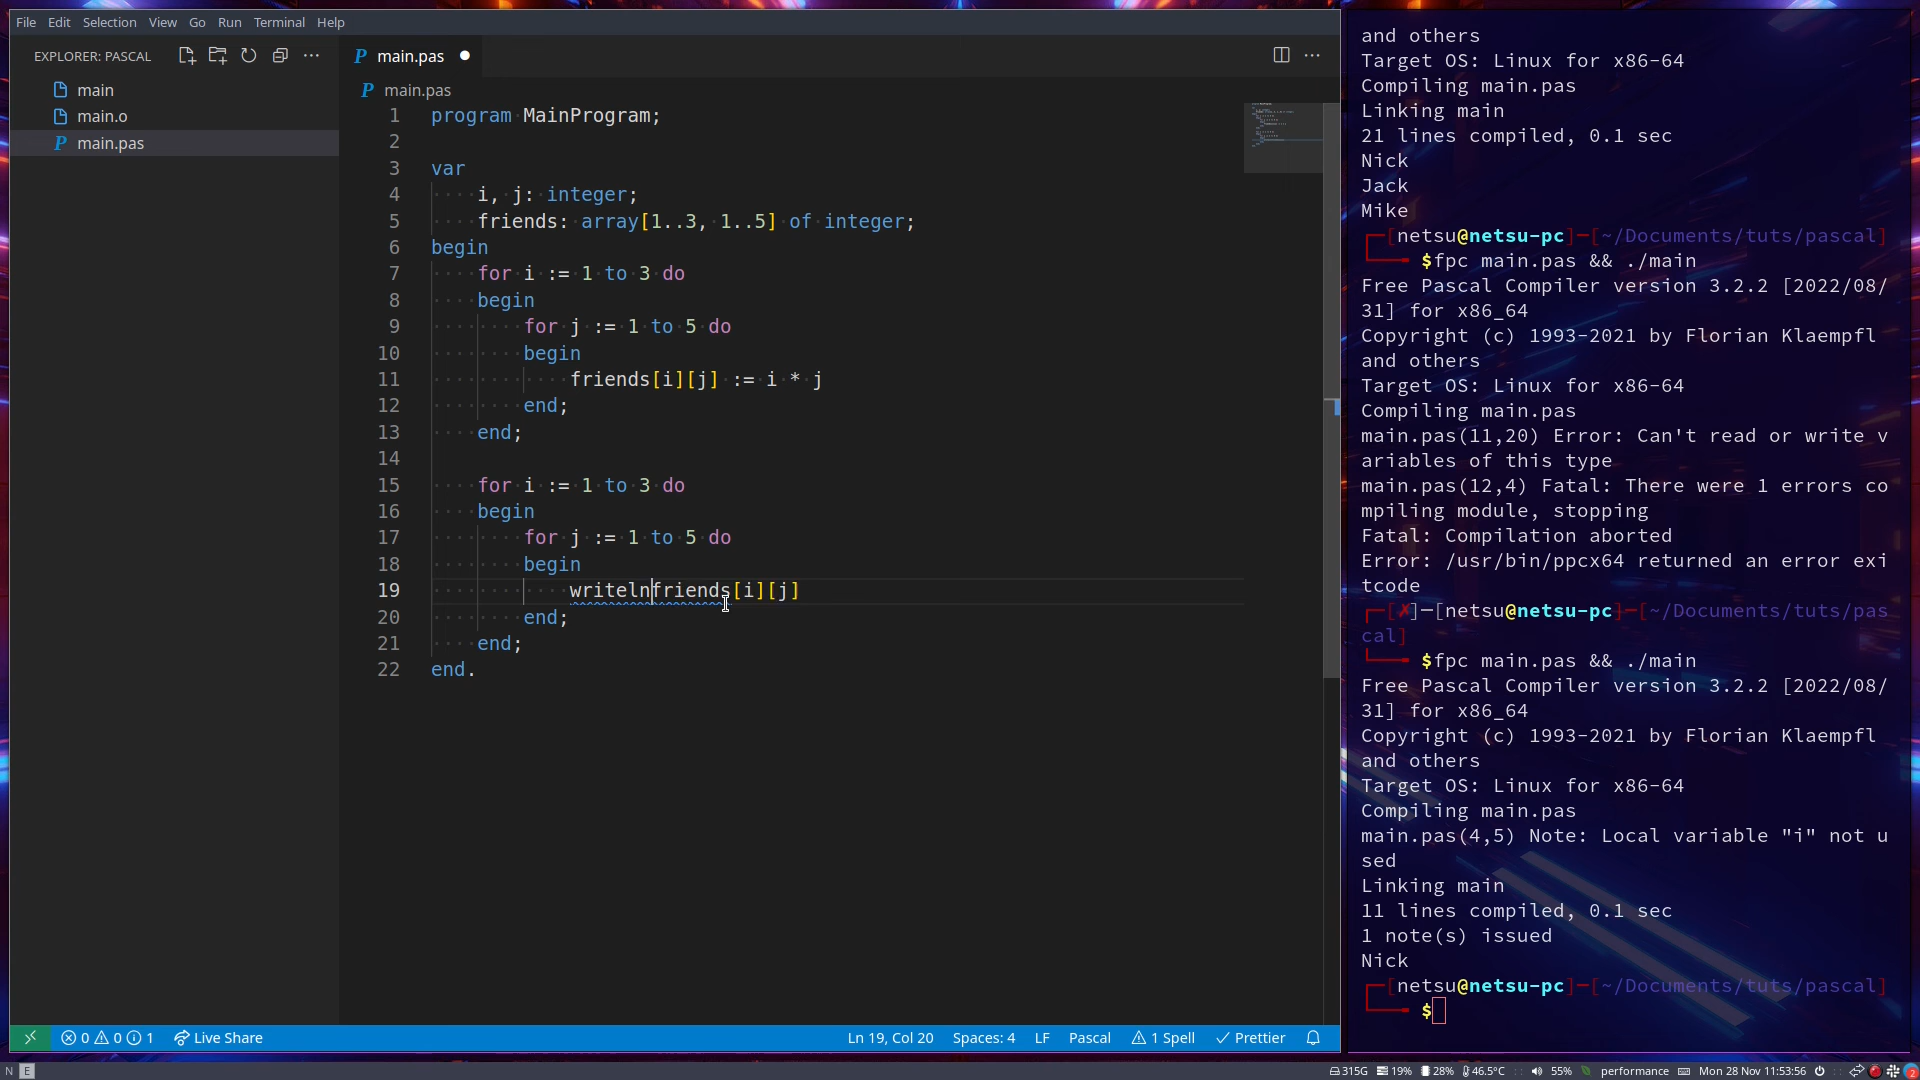 File Edit Selection View Go Run Terminal Help
EXPLORER: PASCAL
main
main.o
P main.pas
P main.pas
P main.pas
1 program MainProgram;
2
3 var
4 i, j: integer;
5 friends: array[1..3, 1..5] of integer;
6 begin
7 for i := 1 to 3 do
8 begin
9 for j := 1 to 5 do
10 begin
11 friends[i][j] := i * j
12 end;
13 end;
14
15 for i := 1 to 3 do
16 begin
17 for j := 1 to 5 do
18 begin
19 writelnfriends[i][j]
20 end;
21 end;
22 end.
0 0 1 Live Share Ln 19, Col 20 Spaces: 4 LF Pascal 1 Spell Prettier
and others
Target OS: Linux for x86-64
Compiling main.pas
Linking main
21 lines compiled, 0.1 sec
Nick
Jack
Mike
[netsu@netsu-pc]─[~/Documents/tuts/pascal]
$fpc main.pas && ./main
Free Pascal Compiler version 3.2.2 [2022/08/
31] for x86_64
Copyright (c) 1993-2021 by Florian Klaempfl
and others
Target OS: Linux for x86-64
Compiling main.pas
main.pas(11,20) Error: Can't read or write v
ariables of this type
main.pas(12,4) Fatal: There were 1 errors co
mpiling module, stopping
Fatal: Compilation aborted
Error: /usr/bin/ppcx64 returned an error exi
tcode
[✗]─[netsu@netsu-pc]─[~/Documents/tuts/pas
cal]
$fpc main.pas && ./main
Free Pascal Compiler version 3.2.2 [2022/08/
31] for x86_64
Copyright (c) 1993-2021 by Florian Klaempfl
and others
Target OS: Linux for x86-64
Compiling main.pas
main.pas(4,5) Note: Local variable "i" not u
sed
Linking main
11 lines compiled, 0.1 sec
1 note(s) issued
Nick
[netsu@netsu-pc]─[~/Documents/tuts/pascal]
$
N E 315G 19% 28% 46.5°C 55% performance Mon 28 Nov 11:53:56 2